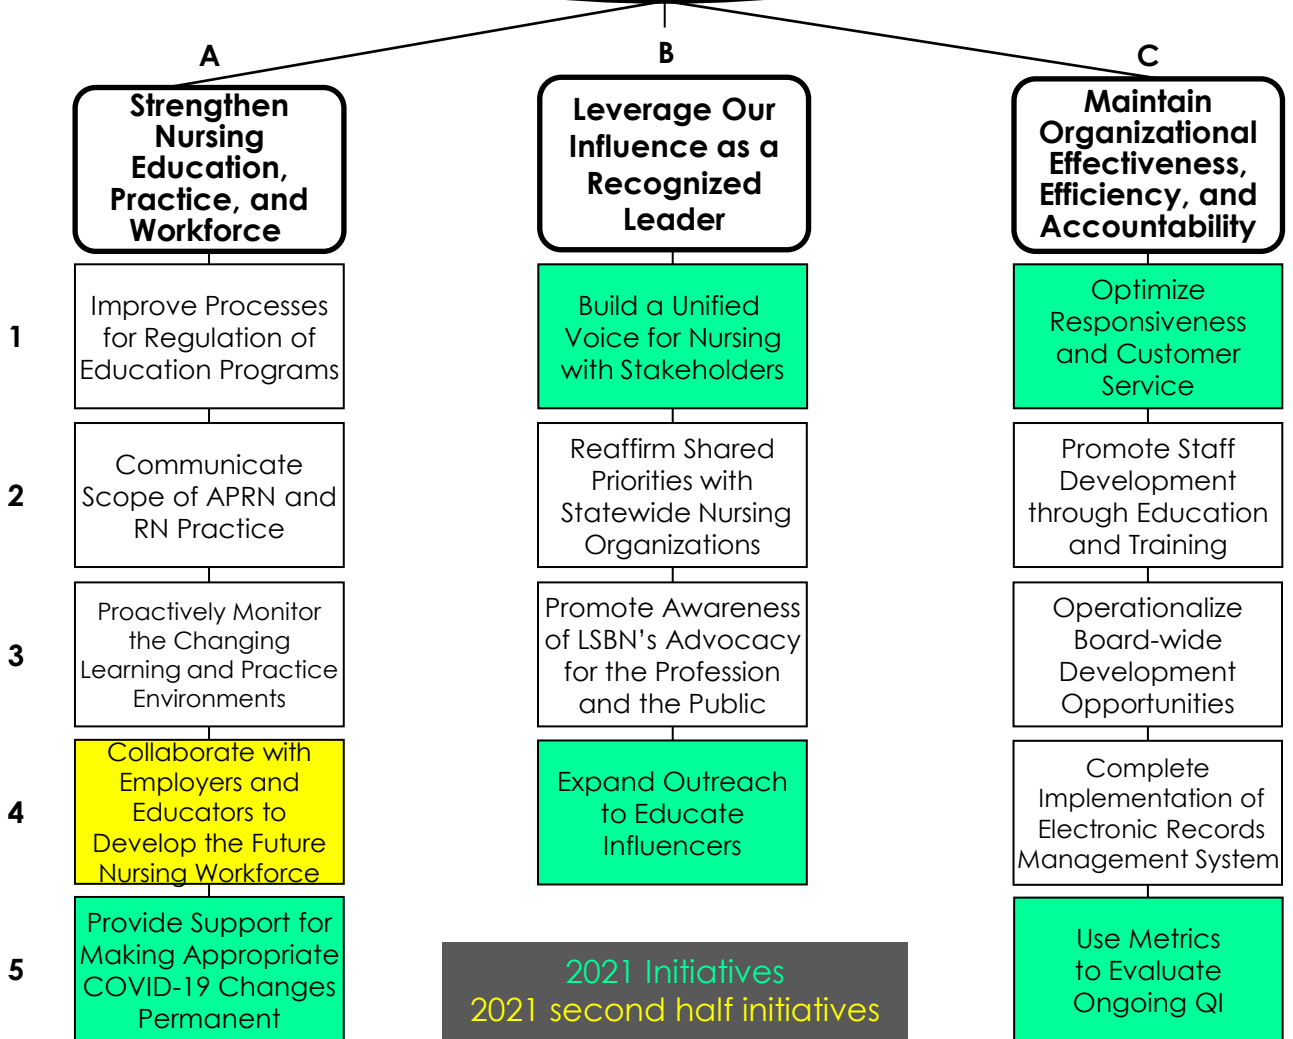 A
B
C
Strengthen
Nursing
Education,
Practice, and
Workforce
Leverage Our
Influence as a
Recognized
Leader
Maintain
Organizational
Effectiveness,
Efficiency, and
Accountability
1
Improve Processes
for Regulation of
Education Programs
Build a Unified
Voice for Nursing
with Stakeholders
Optimize
Responsiveness
and Customer
Service
2
Communicate
Scope of APRN and
RN Practice
Reaffirm Shared
Priorities with
Statewide Nursing
Organizations
Promote Staff
Development
through Education
and Training
3
Proactively Monitor
the Changing
Learning and Practice
Environments
Promote Awareness
of LSBN’s Advocacy
for the Profession
and the Public
Operationalize
Board-wide
Development
Opportunities
4
Collaborate with
Employers and
Educators to
Develop the Future
Nursing Workforce
Expand Outreach
to Educate
Influencers
Complete
Implementation of
Electronic Records
Management System
5
Provide Support for
Making Appropriate
COVID-19 Changes
Permanent
2021 Initiatives
2021 second half initiatives
Use Metrics
to Evaluate
Ongoing QI